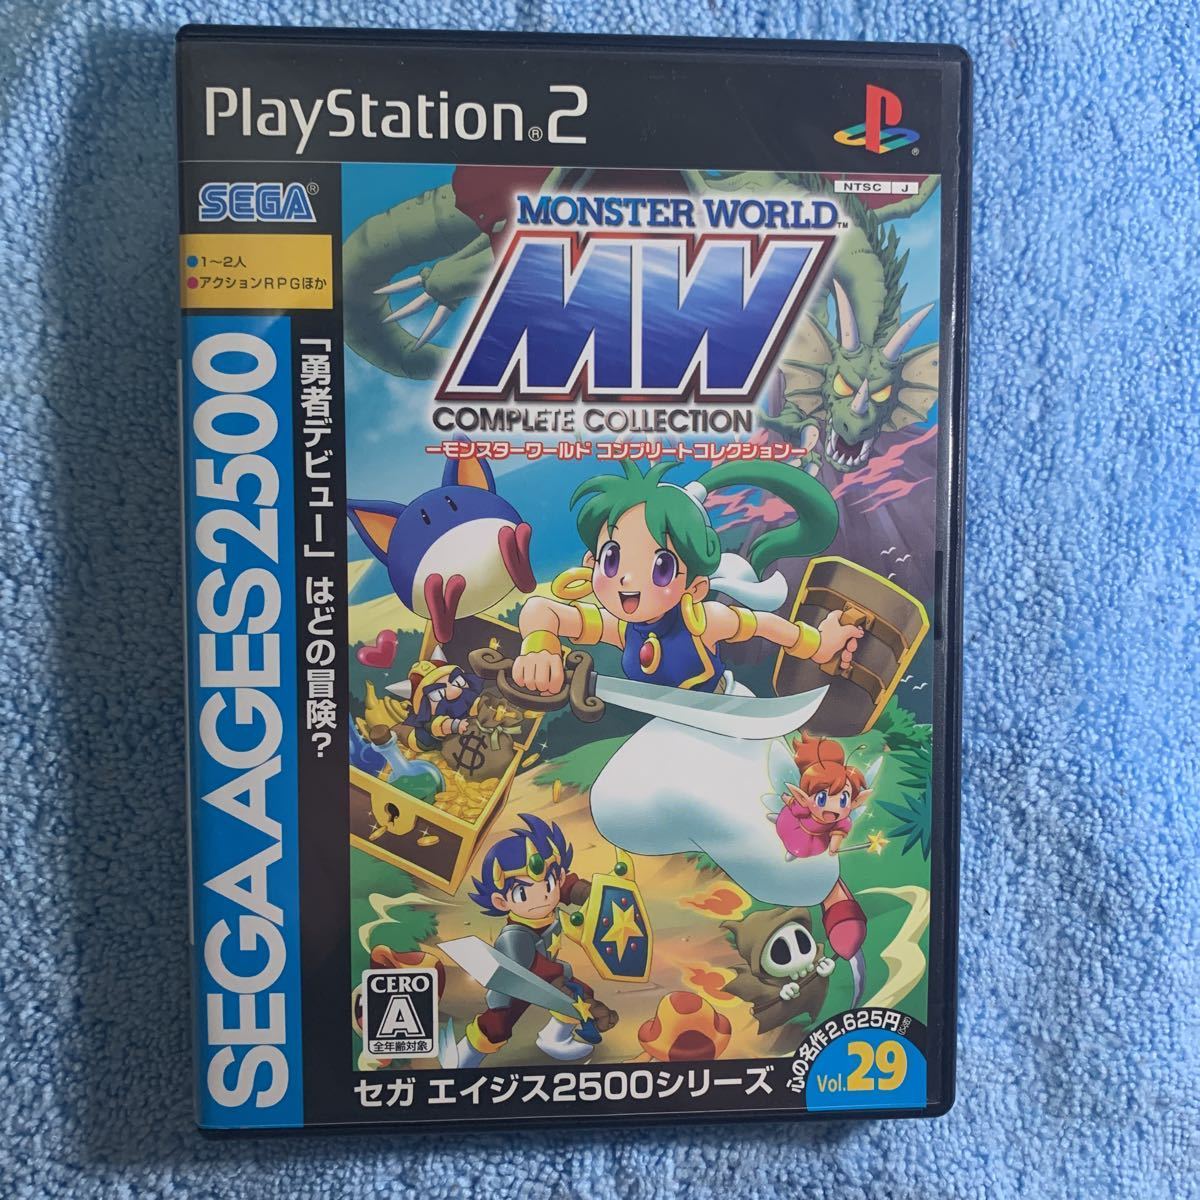 PlayStation®2
NTSC J
SEGA®
1～2人
アクションRPGほか
SEGA AGES 2500
「勇者デビュー」はどの冒険?
MONSTER WORLD™
MW
COMPLETE COLLECTION
-モンスターワールド コンプリートコレクション-
$
CERO
A
全年齢対象
セガ エイジス2500シリーズ
心の名作2,625円
Vol.29